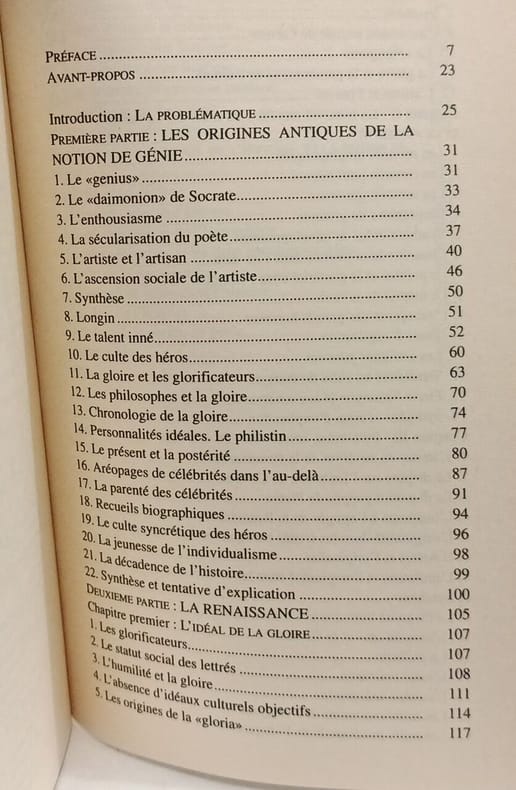 PRÉFACE ........ 7
AVANT-PROPOS ........ 23
Introduction : LA PROBLÉMATIQUE ........ 25
PREMIÈRE PARTIE : LES ORIGINES ANTIQUES DE LA
NOTION DE GÉNIE ........ 31
1. Le «genius» ........ 31
2. Le «daimonion» de Socrate ........ 33
3. L'enthousiasme ........ 34
4. La sécularisation du poète ........ 37
5. L'artiste et l'artisan ........ 40
6. L'ascension sociale de l'artiste ........ 46
7. Synthèse ........ 50
8. Longin ........ 51
9. Le talent inné ........ 52
10. Le culte des héros ........ 60
11. La gloire et les glorificateurs ........ 63
12. Les philosophes et la gloire ........ 70
13. Chronologie de la gloire ........ 74
14. Personnalités idéales. Le philistin ........ 77
15. Le présent et la postérité ........ 80
16. Aréopages de célébrités dans l'au-delà ........ 87
17. La parenté des célébrités ........ 91
18. Recueils biographiques ........ 94
19. Le culte syncrétique des héros ........ 96
20. La jeunesse de l'individualisme ........ 98
21. La décadence de l'histoire ........ 99
22. Synthèse et tentative d'explication ........ 100
DEUXIEME PARTIE : LA RENAISSANCE ........ 105
Chapitre premier : L'IDÉAL DE LA GLOIRE ........ 107
1. Les glorificateurs ........ 107
2. Le statut social des lettrés ........ 108
3. L'humilité et la gloire ........ 111
4. L'absence d'idéaux culturels objectifs ........ 114
5. Les origines de la «gloria» ........ 117